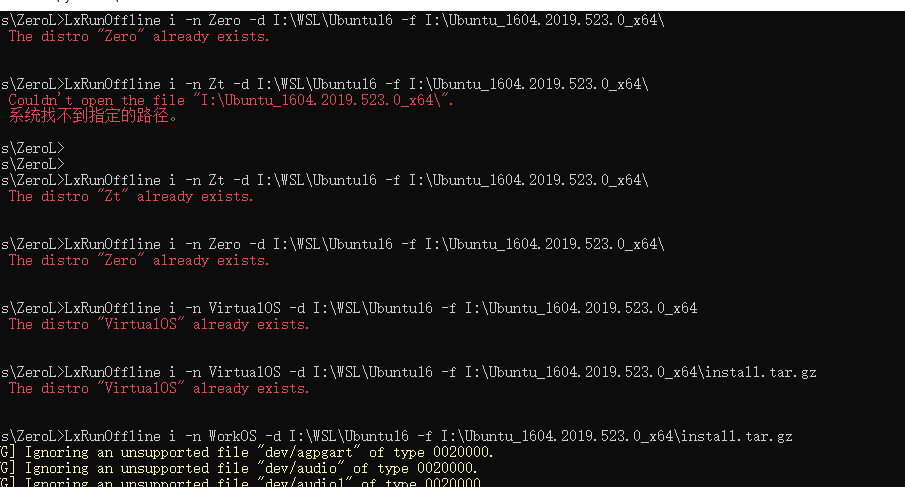 s\ZeroL>LxRunOffline i -n Zero -d I:\WSL\Ubuntu16 -f I:\Ubuntu_1604.2019.523.0_x64\
The distro "Zero" already exists.
s\ZeroL>LxRunOffline i -n Zt -d I:\WSL\Ubuntu16 -f I:\Ubuntu_1604.2019.523.0_x64\
Couldn't open the file "I:\Ubuntu_1604.2019.523.0_x64\".
系统找不到指定的路径。
s\ZeroL>
s\ZeroL>
s\ZeroL>LxRunOffline i -n Zt -d I:\WSL\Ubuntu16 -f I:\Ubuntu_1604.2019.523.0_x64\
The distro "Zt" already exists.
s\ZeroL>LxRunOffline i -n Zero -d I:\WSL\Ubuntu16 -f I:\Ubuntu_1604.2019.523.0_x64\
The distro "Zero" already exists.
s\ZeroL>LxRunOffline i -n VirtualOS -d I:\WSL\Ubuntu16 -f I:\Ubuntu_1604.2019.523.0_x64
The distro "VirtualOS" already exists.
s\ZeroL>LxRunOffline i -n VirtualOS -d I:\WSL\Ubuntu16 -f I:\Ubuntu_1604.2019.523.0_x64\install.tar.gz
The distro "VirtualOS" already exists.
s\ZeroL>LxRunOffline i -n WorkOS -d I:\WSL\Ubuntu16 -f I:\Ubuntu_1604.2019.523.0_x64\install.tar.gz
G] Ignoring an unsupported file "dev/agpgart" of type 0020000.
G] Ignoring an unsupported file "dev/audio" of type 0020000.
G] Ignoring an unsupported file "dev/audio1" of type 0020000.